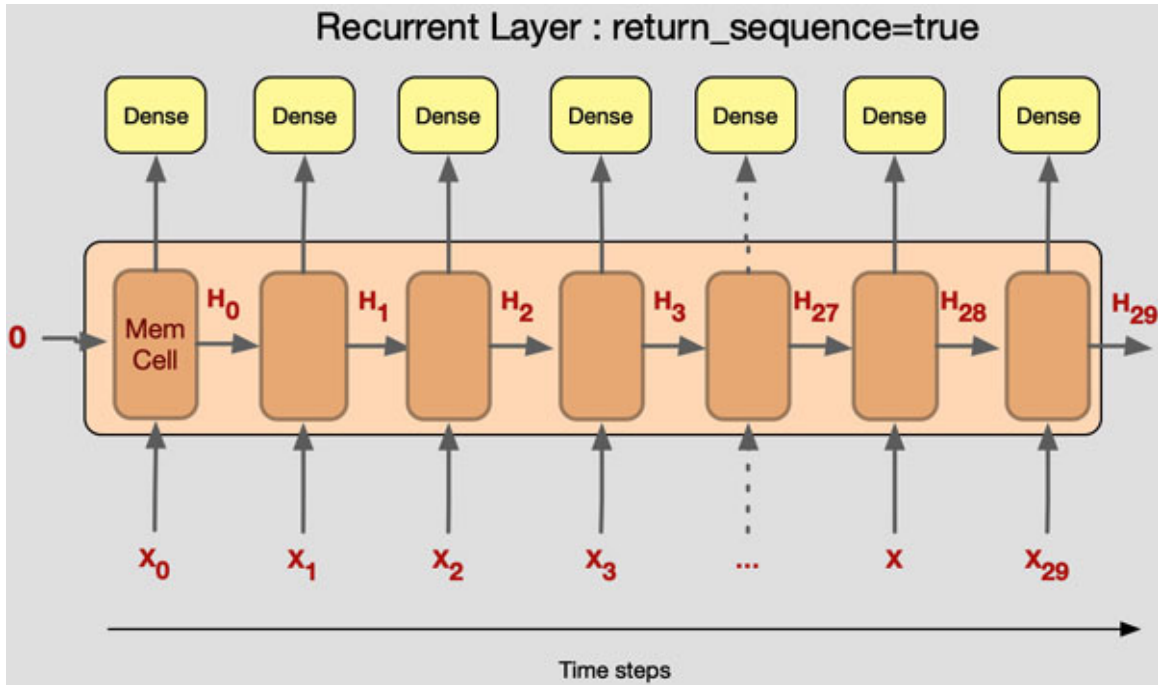 Recurrent Layer : return_sequence=true
Dense Dense Dense Dense Dense Dense Dense
H0 H1 H2 H3 H27 H28 H29
0
Mem
Cell
x0 x1 x2 x3 ... x x29
Time steps